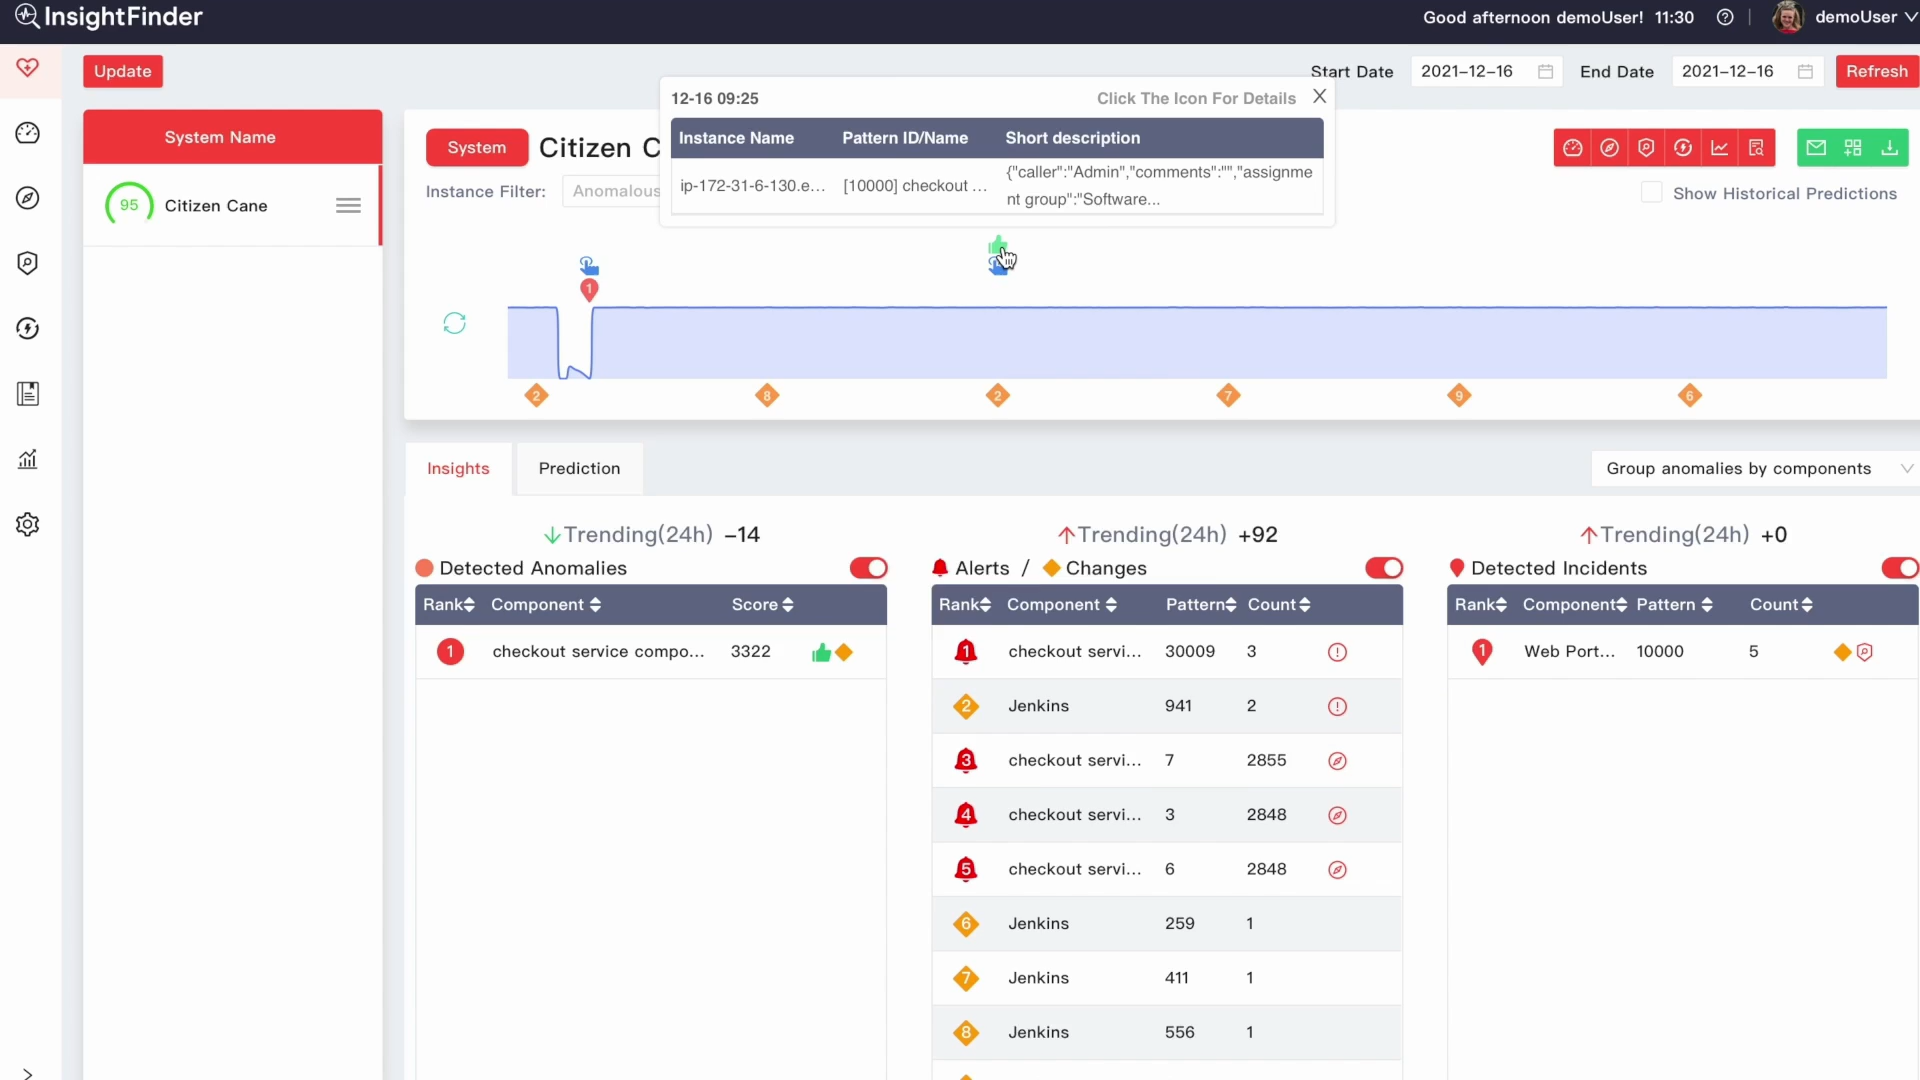 InsightFinder
Good afternoon demoUser! 11:30
demoUser
Update
Start Date 2021-12-16 End Date 2021-12-16 Refresh
System Name
95 Citizen Cane
12-16 09:25 Click The Icon For Details X
Instance Name Pattern ID/Name Short description
ip-172-31-6-130.e... [10000] checkout ... {"caller":"Admin","comments":"","assignme
nt group":"Software...
System Citizen C
Instance Filter: Anomalous
Show Historical Predictions
1
2 8 2 7 9 6
Insights Prediction
Group anomalies by components
Trending(24h) -14
Detected Anomalies
Rank Component Score
1 checkout service compo... 3322
Trending(24h) +92
Alerts / Changes
Rank Component Pattern Count
1 checkout servi... 30009 3
2 Jenkins 941 2
3 checkout servi... 7 2855
4 checkout servi... 3 2848
5 checkout servi... 6 2848
6 Jenkins 259 1
7 Jenkins 411 1
8 Jenkins 556 1
Trending(24h) +0
Detected Incidents
Rank Component Pattern Count
1 Web Port... 10000 5